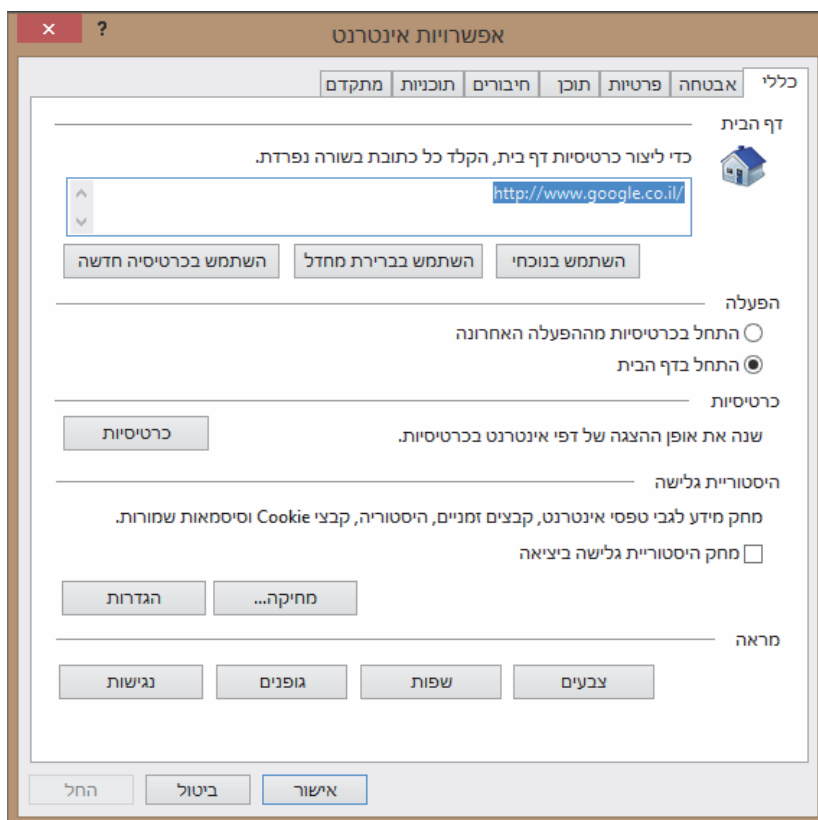 אפשרויות אינטרנט
? ×
כללי אבטחה פרטיות תוכן חיבורים תוכניות מתקדם
דף הבית
כדי ליצור כרטיסיות דף בית, הקלד כל כתובת בשורה נפרדת.
http://www.google.co.il/
השתמש בנוכחי השתמש בברירת מחדל השתמש בכרטיסיה חדשה
הפעלה
התחל בכרטיסיות מההפעלה האחרונה
התחל בדף הבית
כרטיסיות
שנה את אופן ההצגה של דפי אינטרנט בכרטיסיות. כרטיסיות
היסטוריית גלישה
מחק מידע לגבי טפסי אינטרנט, קבצים זמניים, היסטוריה, קבצי Cookie וסיסמאות שמורות.
מחק היסטוריית גלישה ביציאה
מחיקה... הגדרות
מראה
צבעים שפות גופנים נגישות
אישור ביטול החל